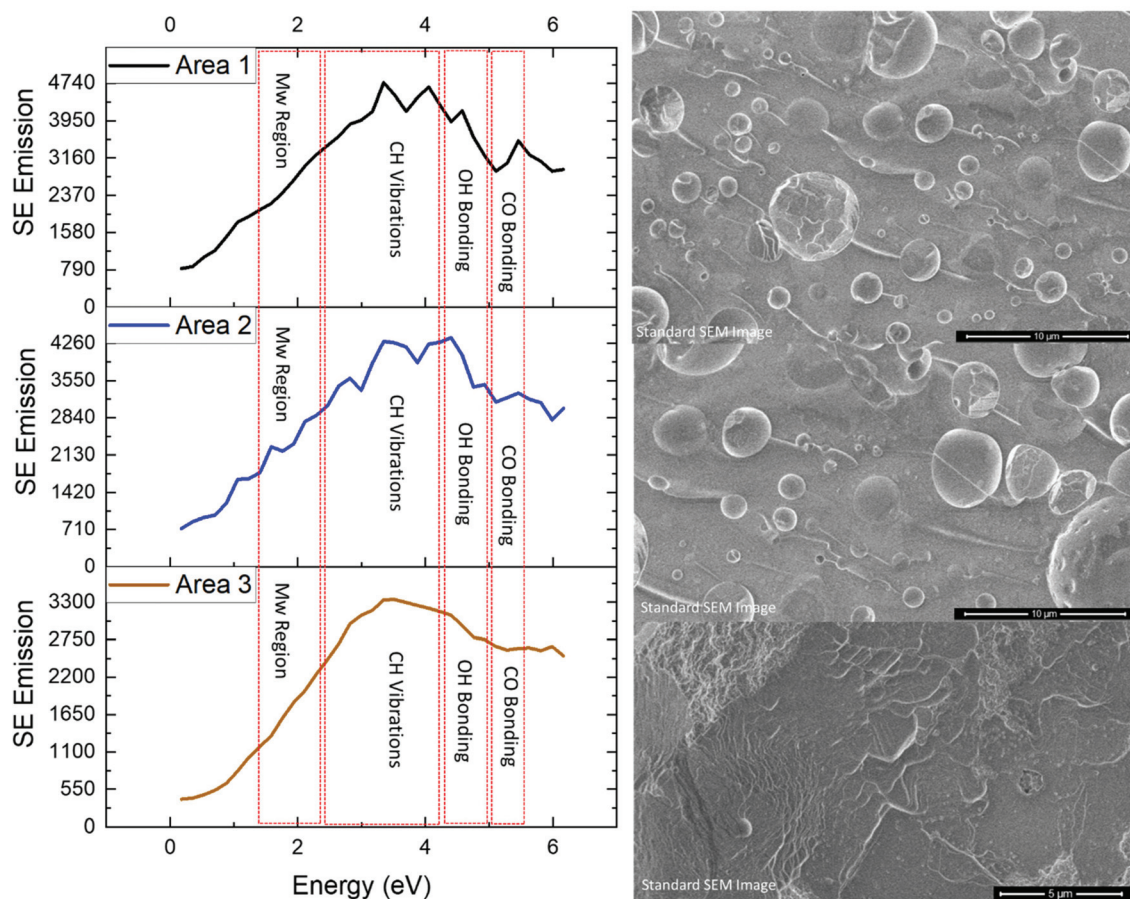 0 2 4 6
Area 1
SE Emission
4740
3950
3160
2370
1580
790
0
Mw Region
CH Vibrations
OH Bonding
CO Bonding
Area 2
SE Emission
4260
3550
2840
2130
1420
710
0
Mw Region
CH Vibrations
OH Bonding
CO Bonding
Area 3
SE Emission
3300
2750
2200
1650
1100
550
0
Mw Region
CH Vibrations
OH Bonding
CO Bonding
0 2 4 6
Energy (eV)
Standard SEM Image
10 µm
Standard SEM Image
10 µm
Standard SEM Image
5 µm